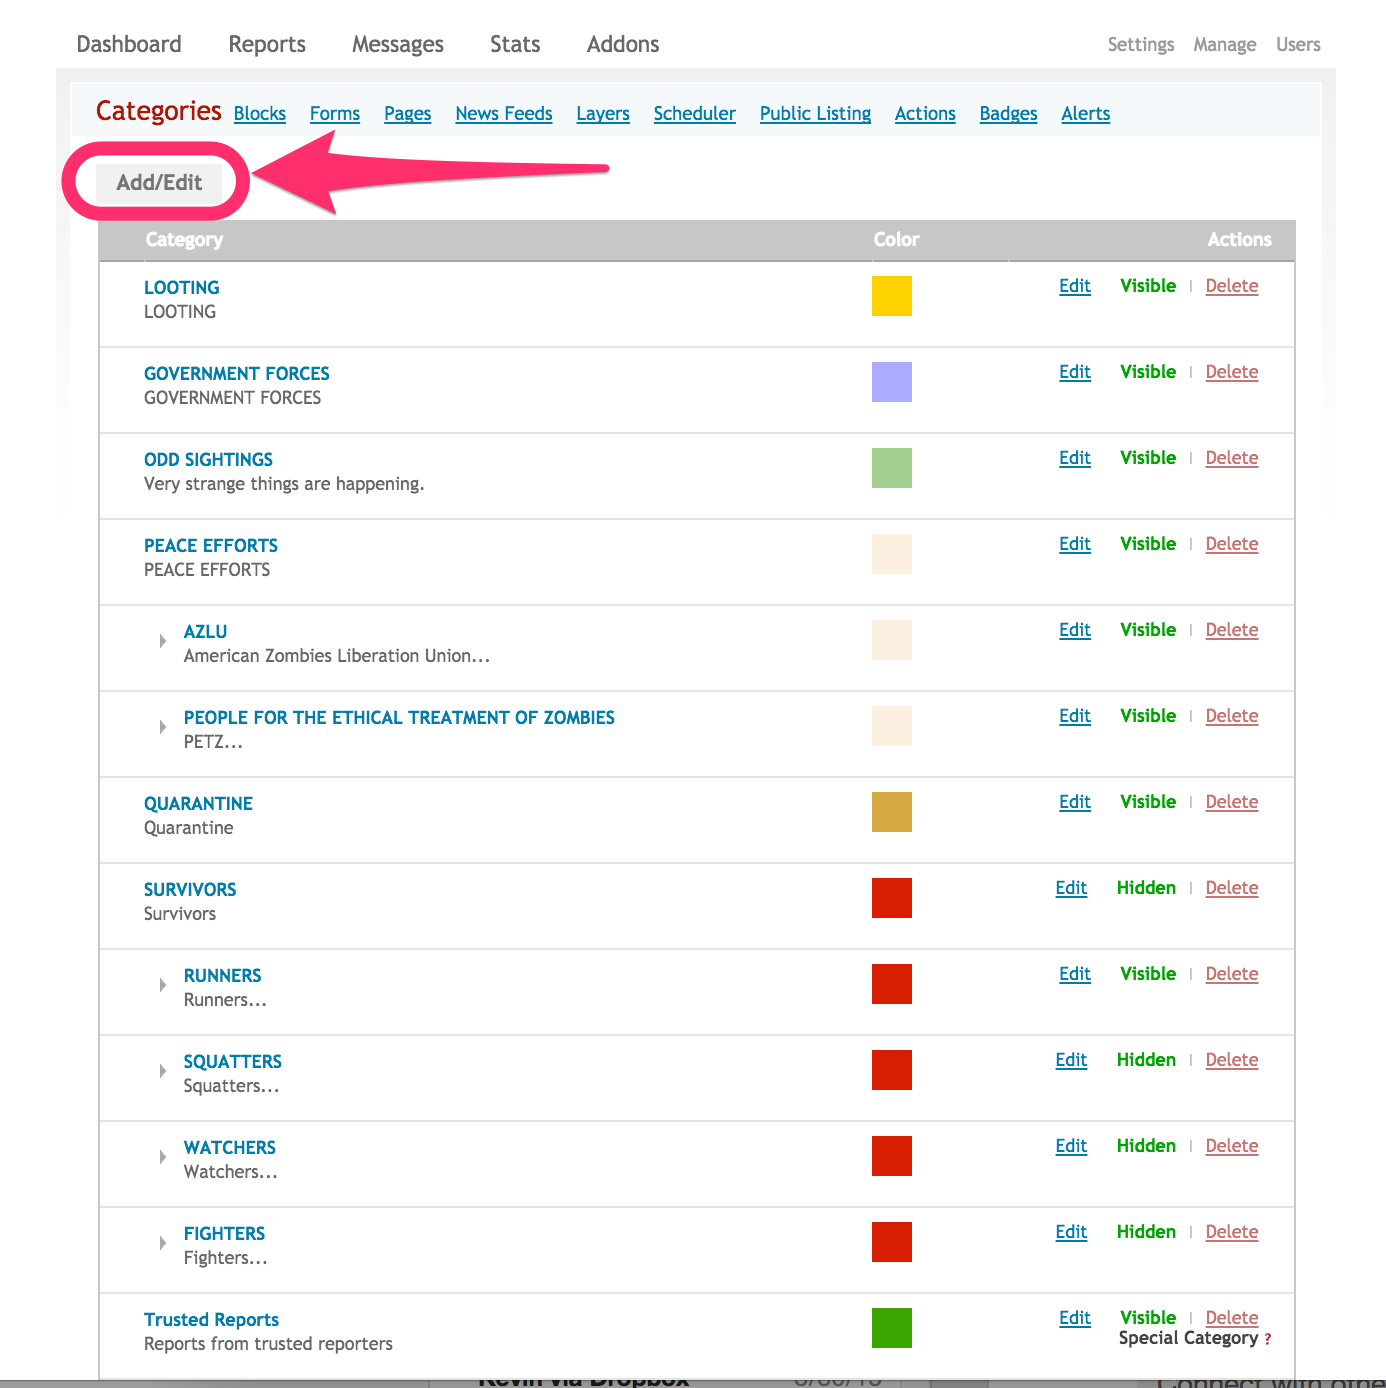 Dashboard Reports Messages Stats Addons Settings Manage Users
Categories Blocks Forms Pages News Feeds Layers Scheduler Public Listing Actions Badges Alerts
Add/Edit
Category Color Actions
LOOTING Edit Visible | Delete
LOOTING
GOVERNMENT FORCES Edit Visible | Delete
GOVERNMENT FORCES
ODD SIGHTINGS Edit Visible | Delete
Very strange things are happening.
PEACE EFFORTS Edit Visible | Delete
PEACE EFFORTS
AZLU Edit Visible | Delete
American Zombies Liberation Union...
PEOPLE FOR THE ETHICAL TREATMENT OF ZOMBIES Edit Visible | Delete
PETZ...
QUARANTINE Edit Visible | Delete
Quarantine
SURVIVORS Edit Hidden | Delete
Survivors
RUNNERS Edit Visible | Delete
Runners...
SQUATTERS Edit Hidden | Delete
Squatters...
WATCHERS Edit Hidden | Delete
Watchers...
FIGHTERS Edit Hidden | Delete
Fighters...
Trusted Reports Edit Visible | Delete
Reports from trusted reporters Special Category ?
Kevin via Dropbox